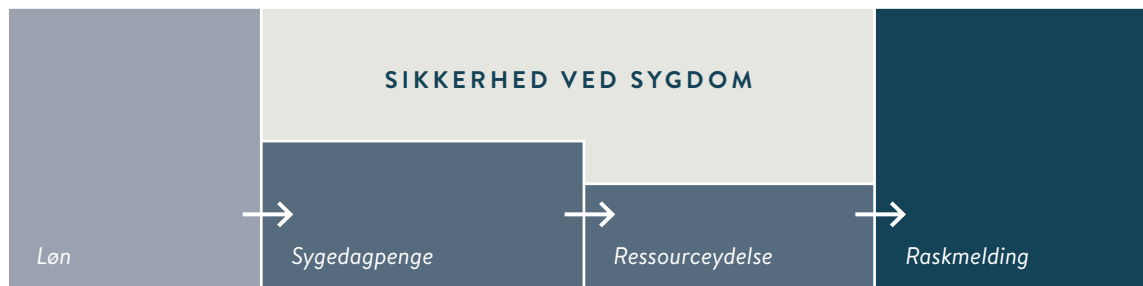 SIKKERHED VED SYGDOM
Løn
Sygedagpenge
Ressourceydelse
Raskmelding